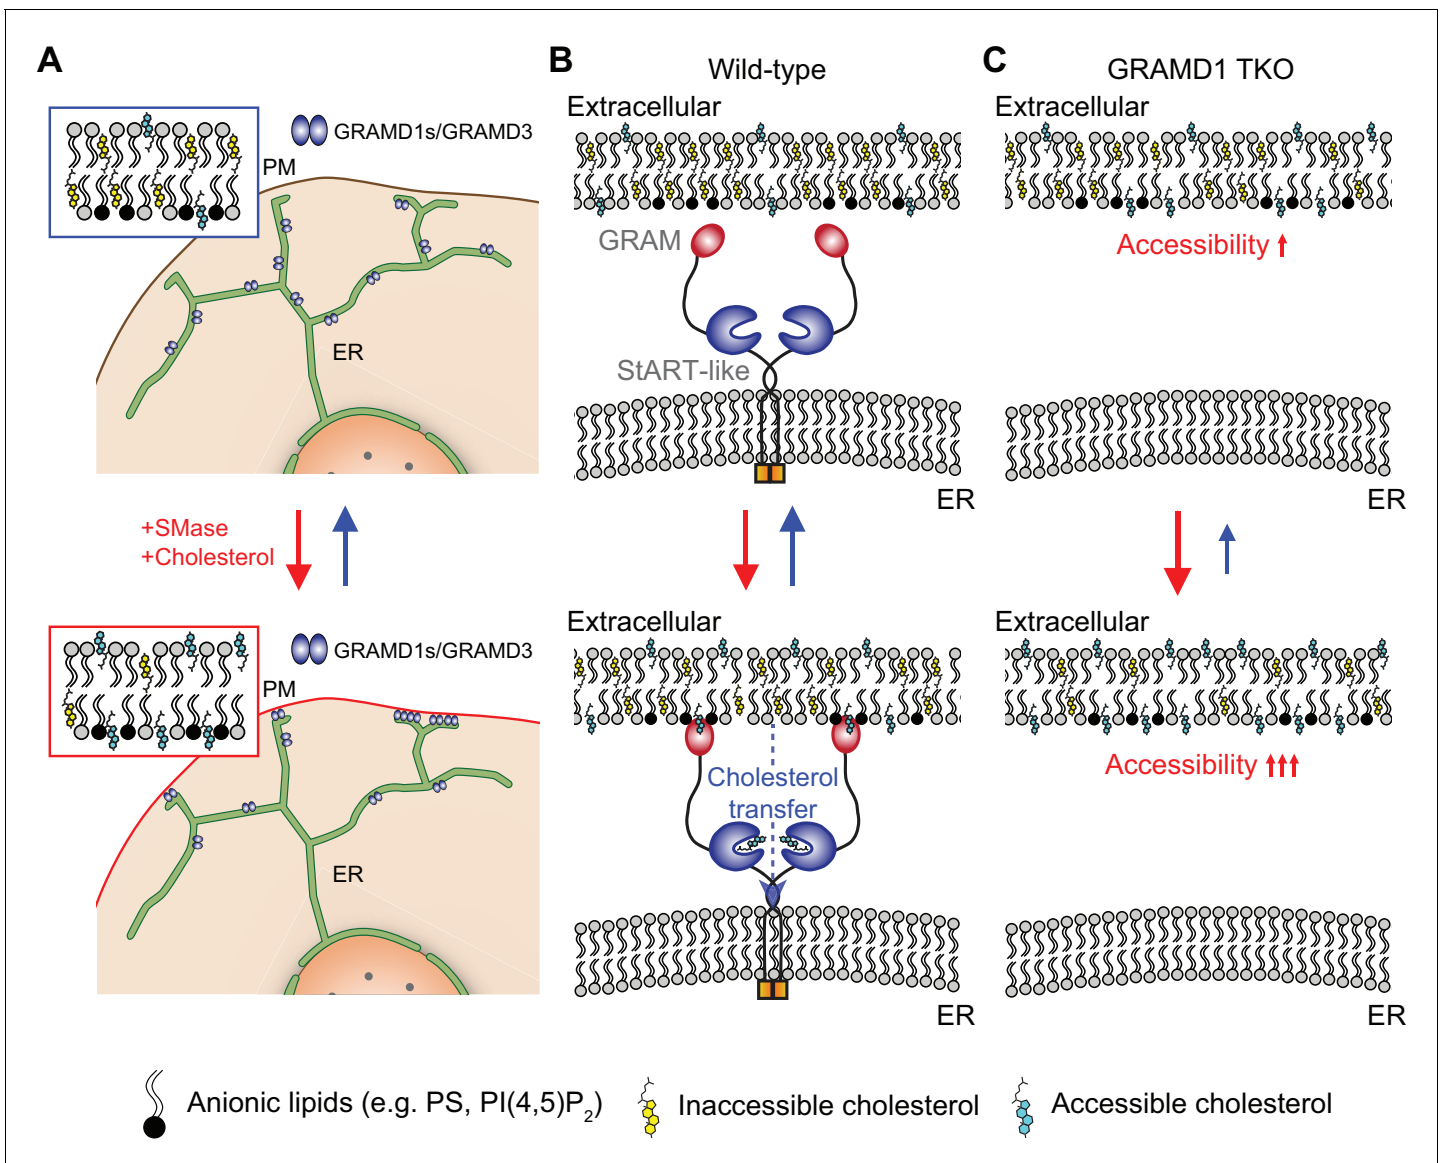 A
GRAMD1s/GRAMD3
PM
ER
+SMase
+Cholesterol
GRAMD1s/GRAMD3
PM
ER
B
Wild-type
Extracellular
GRAM
StART-like
ER
Extracellular
Cholesterol
transfer
ER
C
GRAMD1 TKO
Extracellular
Accessibility
ER
Extracellular
Accessibility
ER
Anionic lipids (e.g. PS, PI(4,5)P2)
Inaccessible cholesterol
Accessible cholesterol